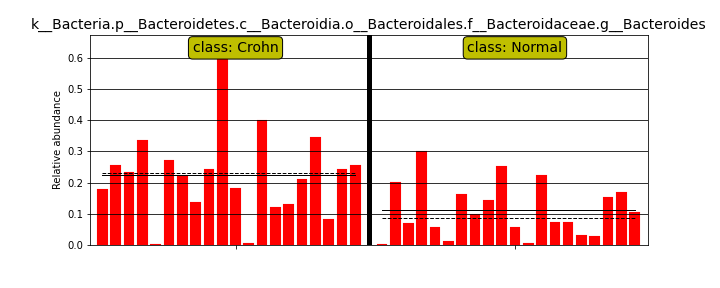 k__Bacteria.p__Bacteroidetes.c__Bacteroidia.o__Bacteroidales.f__Bacteroidaceae.g__Bacteroides
class: Crohn
class: Normal
Relative abundance
0.6
0.5
0.4
0.3
0.2
0.1
0.0